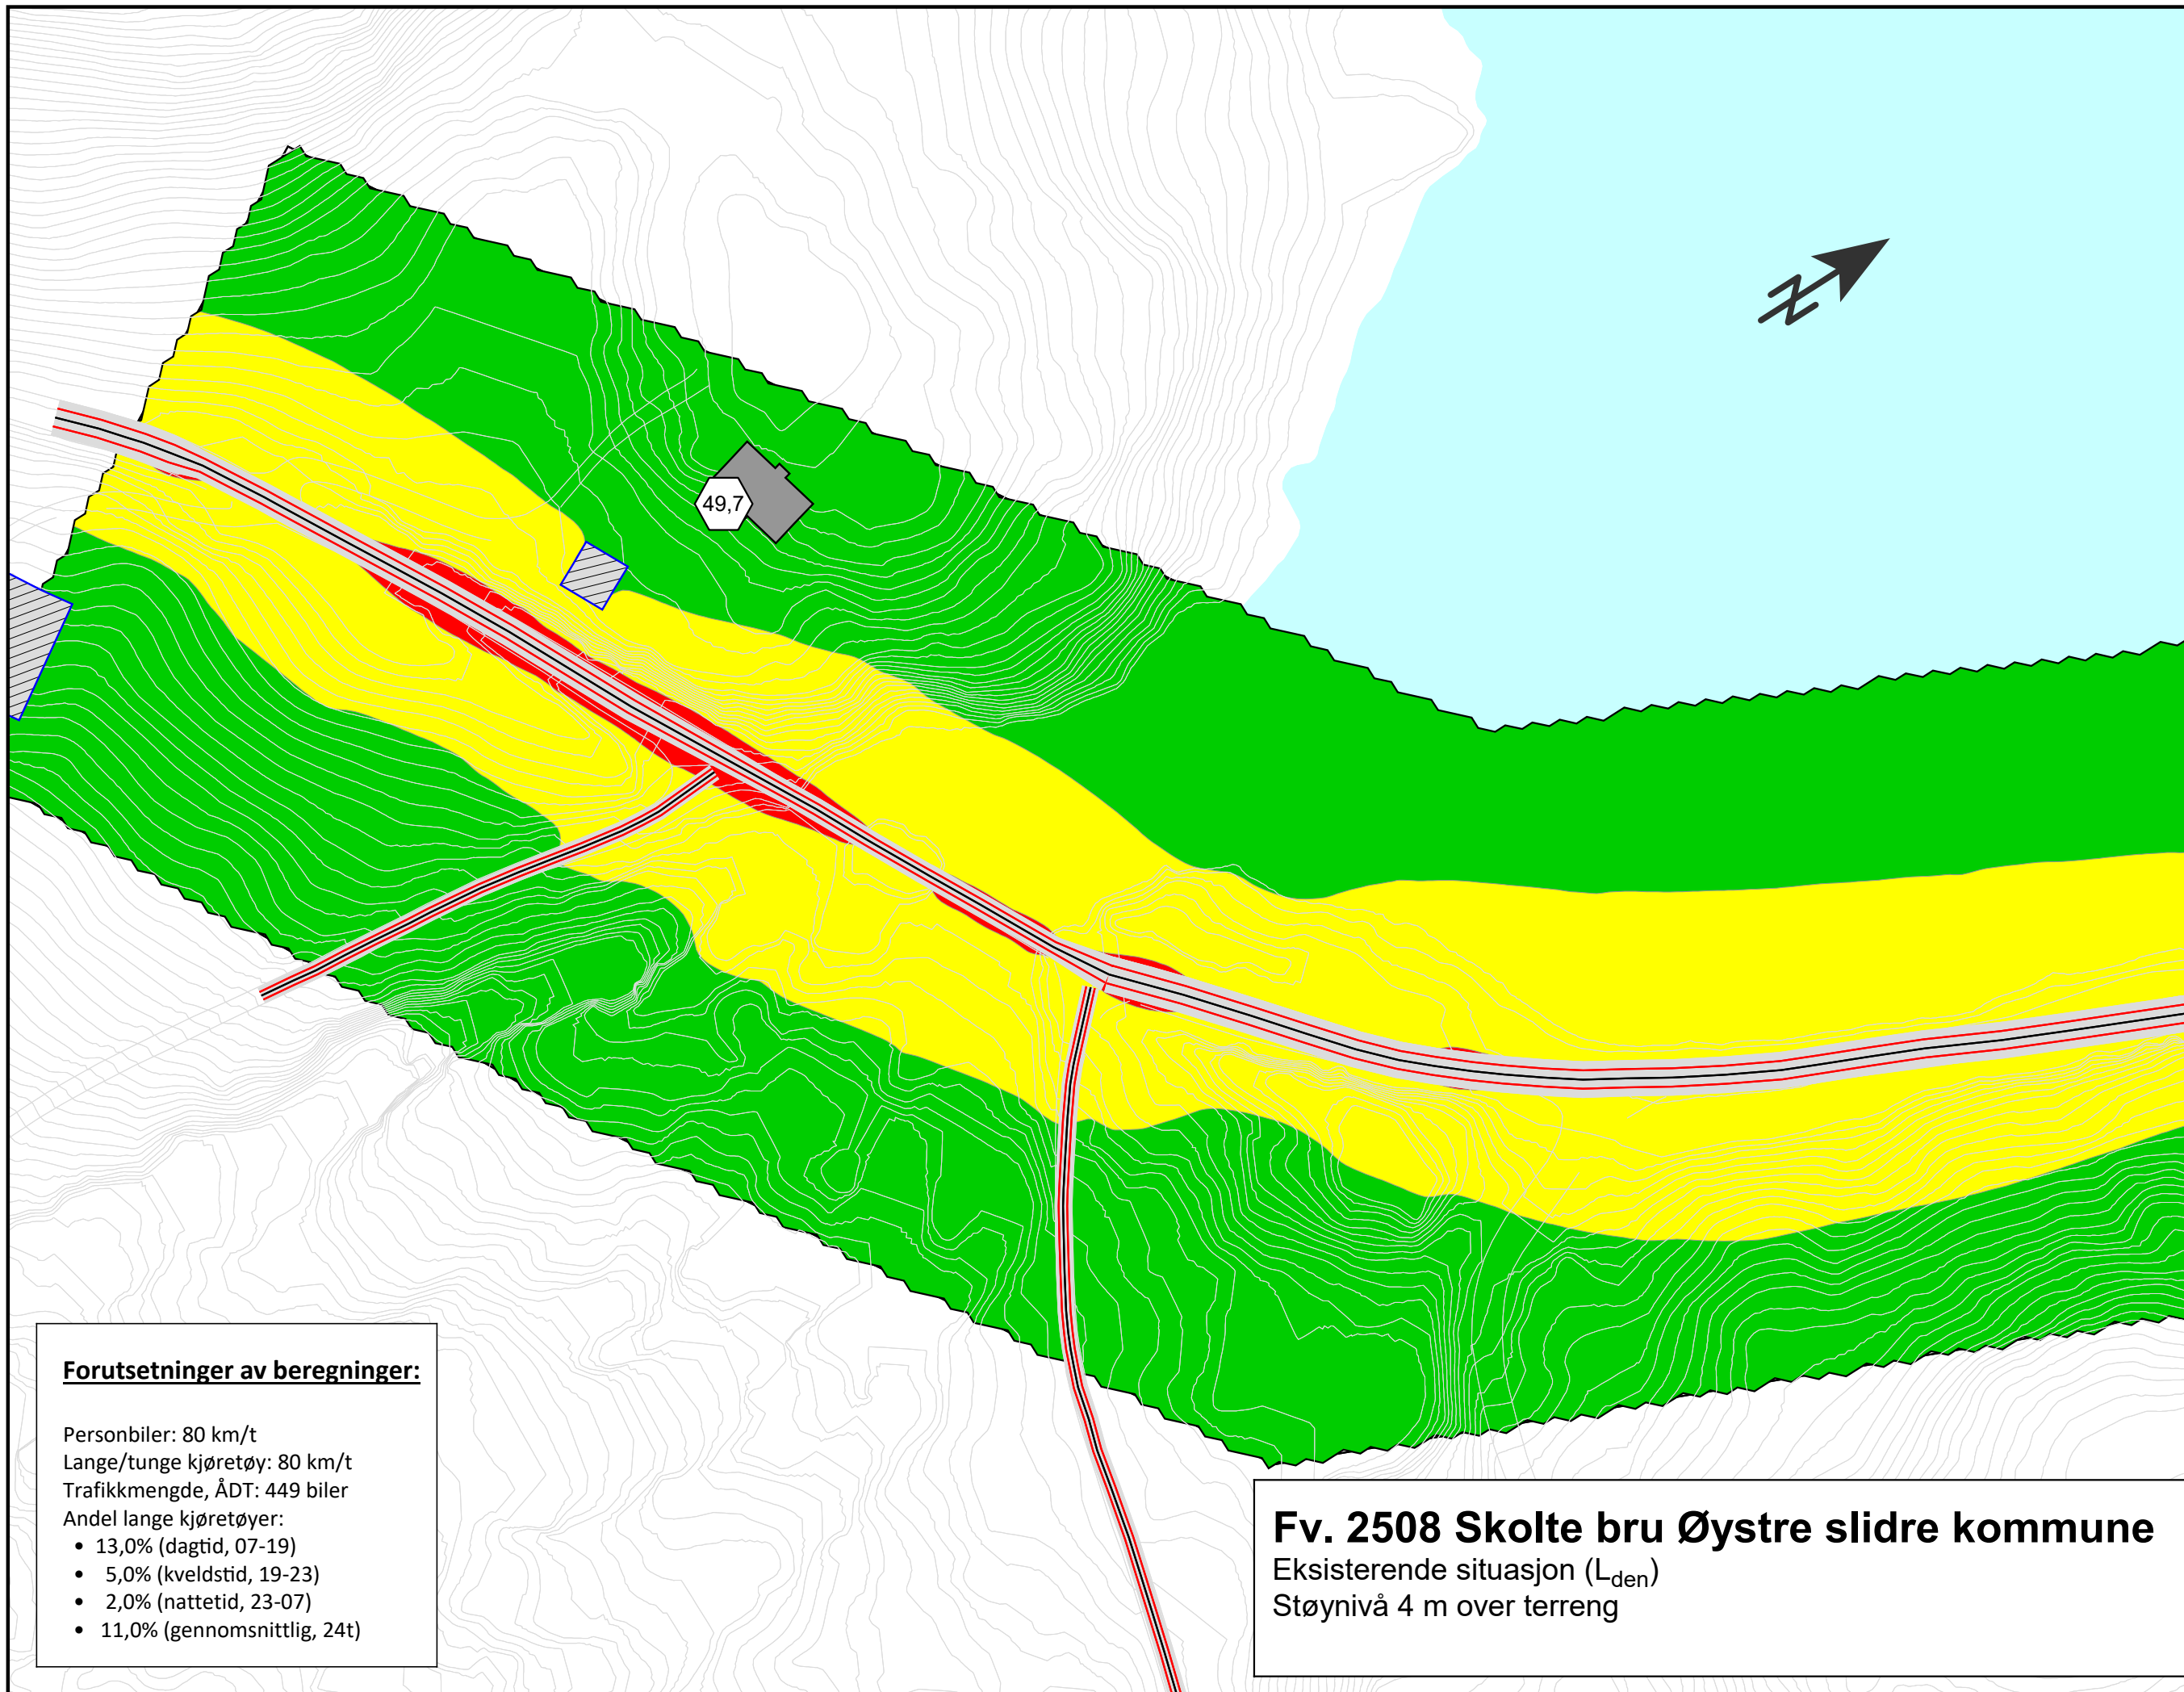 49,7
Forutsetninger av beregninger:
Personbiler: 80 km/t
Lange/tunge kjøretøy: 80 km/t
Trafikkmengde, ÅDT: 449 biler
Andel lange kjøretøyer:
• 13,0% (dagtid, 07-19)
• 5,0% (kveldstid, 19-23)
• 2,0% (nattetid, 23-07)
• 11,0% (gennomsnittlig, 24t)
Fv. 2508 Skolte bru Øystre slidre kommune
Eksisterende situasjon (Lden)
Støynivå 4 m over terreng